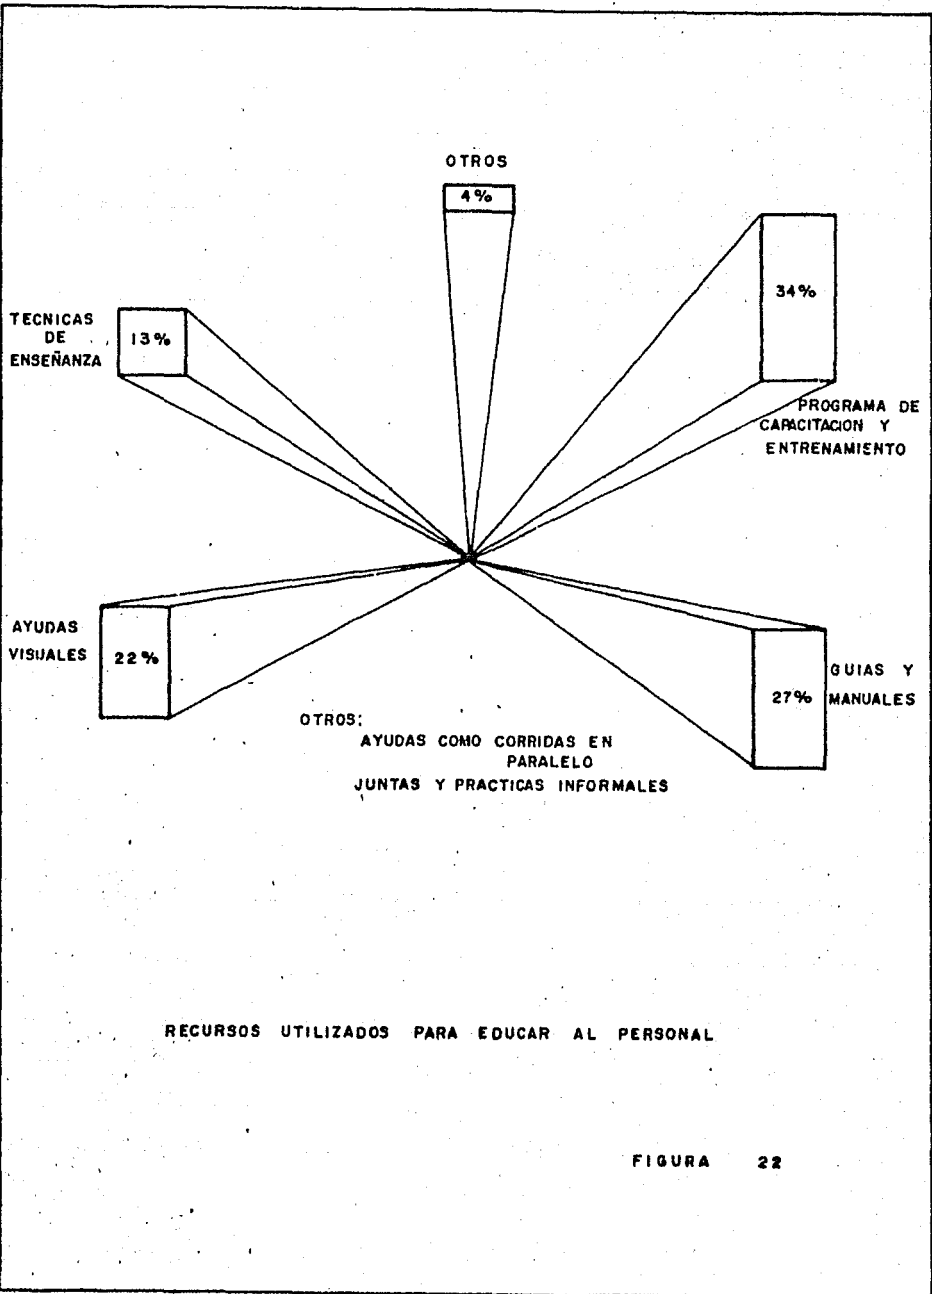 OTROS
4%
34%
TECNICAS
DE
ENSEÑANZA
13%
PROGRAMA DE
CAPACITACION Y
ENTRENAMIENTO
AYUDAS
VISUALES
22%
GUIAS Y
MANUALES
27%
OTROS:
AYUDAS COMO CORRIDAS EN
PARALELO
JUNTAS Y PRACTICAS INFORMALES
RECURSOS UTILIZADOS PARA EDUCAR AL PERSONAL
FIGURA 22